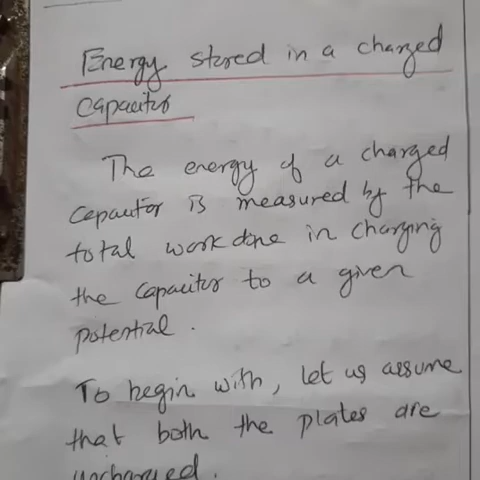 Energy stored in a charged
capacitor
The energy of a charged
capacitor is measured by the
total work done in charging
the capacitor to a given
potential.
To begin with, let us assume
that both the plates are
uncharged.